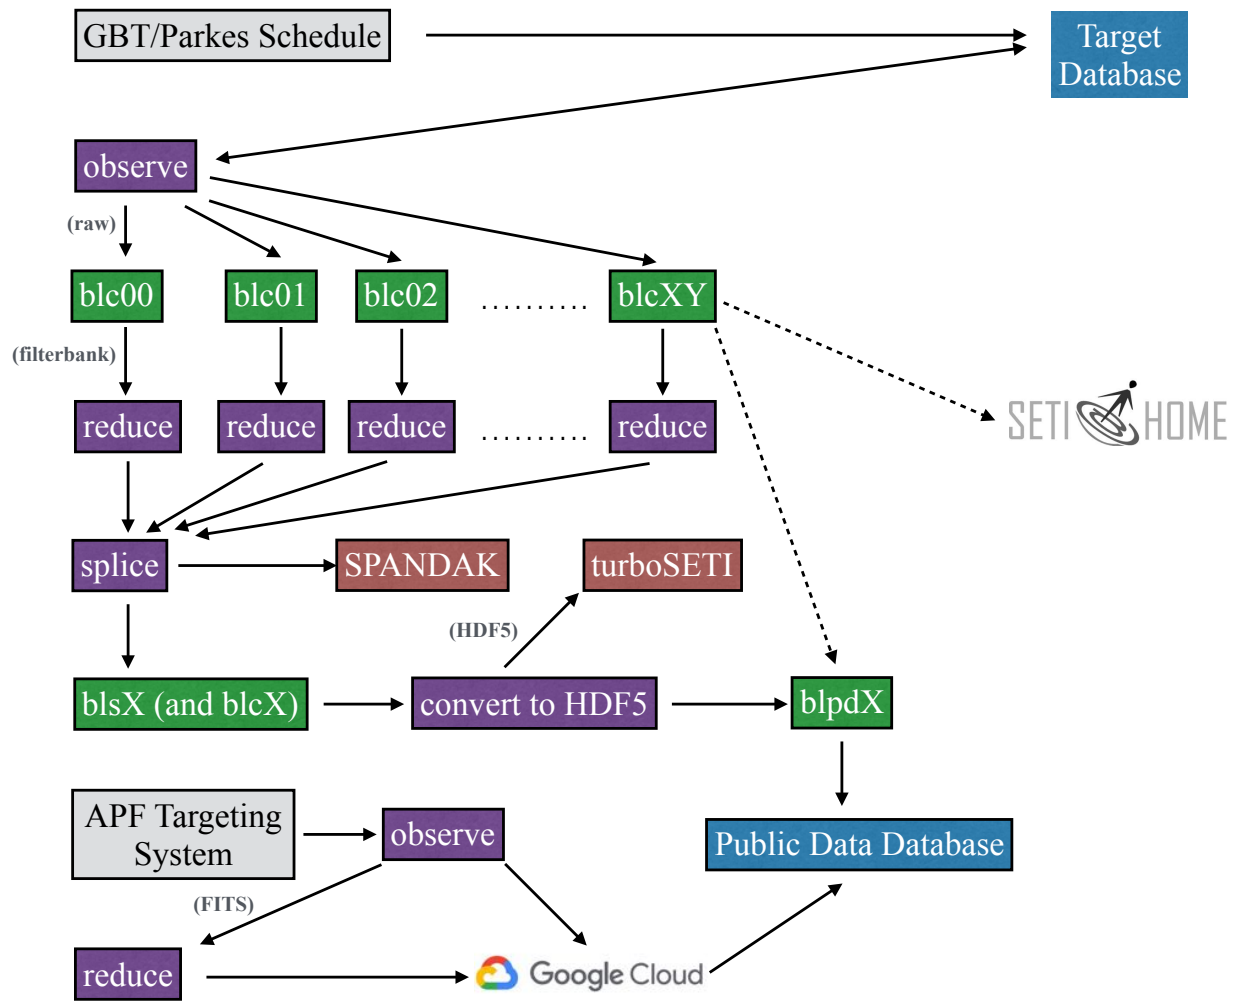 GBT/Parkes Schedule
Target
Database
observe
(raw)
blc00
blc01
blc02
..........
blcXY
(filterbank)
reduce
reduce
reduce
..........
reduce
SETI HOME
splice
SPANDAK
turboSETI
(HDF5)
blsX (and blcX)
convert to HDF5
blpdX
APF Targeting
System
observe
Public Data Database
(FITS)
reduce
Google Cloud